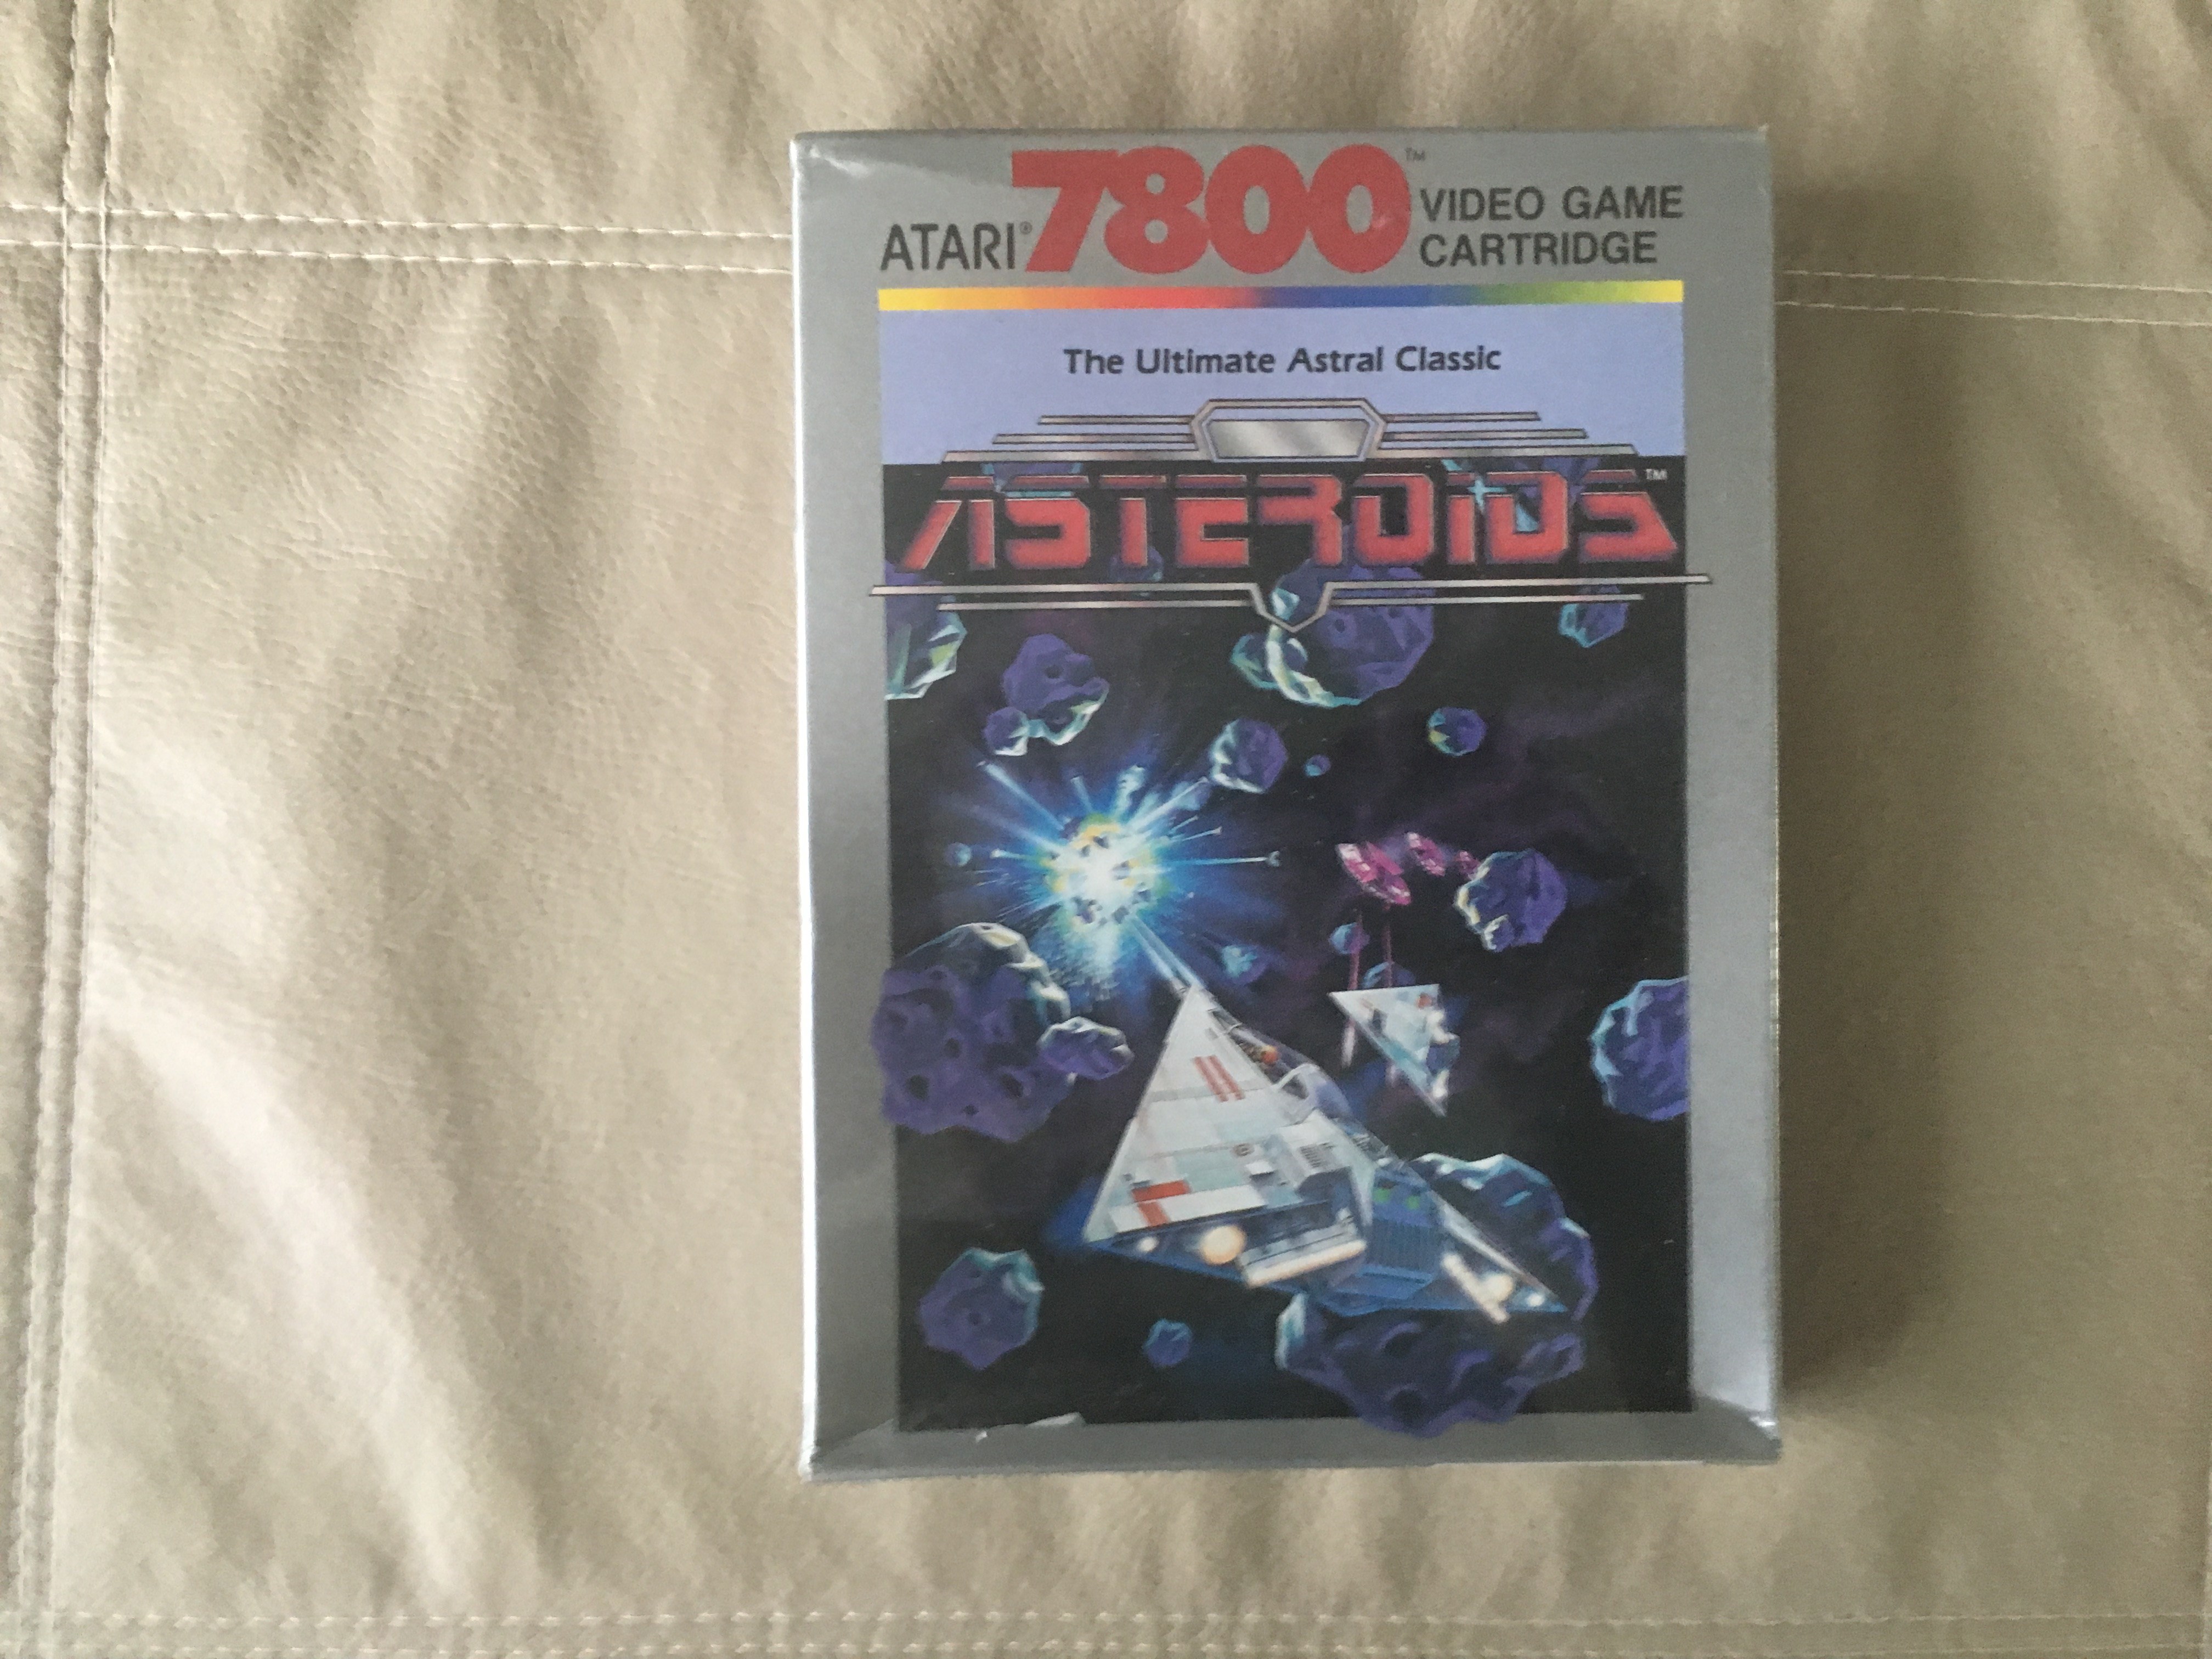 ATARI® 7800™ VIDEO GAME
CARTRIDGE
The Ultimate Astral Classic
ASTEROIDS™